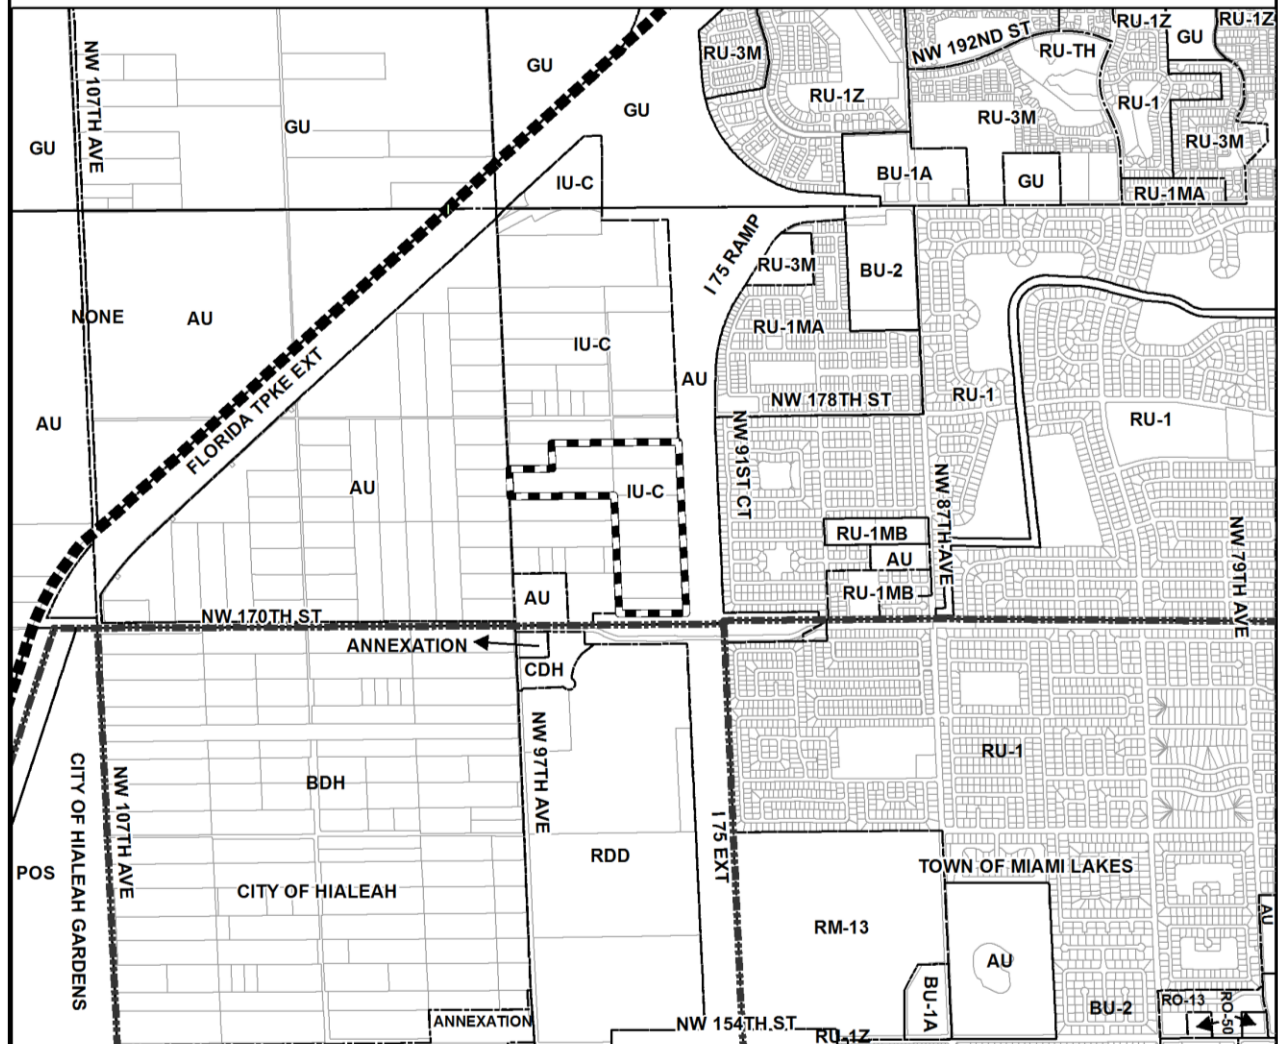 RU-1Z
RU-1Z
GU
NW 192ND ST
RU-TH
RU-3M
NW 107TH AVE
GU
RU-1Z
RU-1
GU
RU-3M
GU
GU
RU-3M
BU-1A
GU
IU-C
RU-1MA
I 75 RAMP
RU-3M
BU-2
NONE
AU
RU-1MA
IU-C
AU
FLORIDA TPKE EXT
NW 178TH ST
RU-1
RU-1
AU
NW 91ST CT
AU
IU-C
NW 87TH AVE
RU-1MB
AU
NW 79TH AVE
RU-1MB
AU
NW 170TH ST
ANNEXATION
CDH
NW 97TH AVE
RU-1
CITY OF HIALEAH GARDENS
NW 107TH AVE
BDH
I 75 EXT
RDD
TOWN OF MIAMI LAKES
POS
CITY OF HIALEAH
AU
RM-13
AU
BU-1A
BU-2
RO-13
RO-50
ANNEXATION
NW 154TH ST
RU-1Z